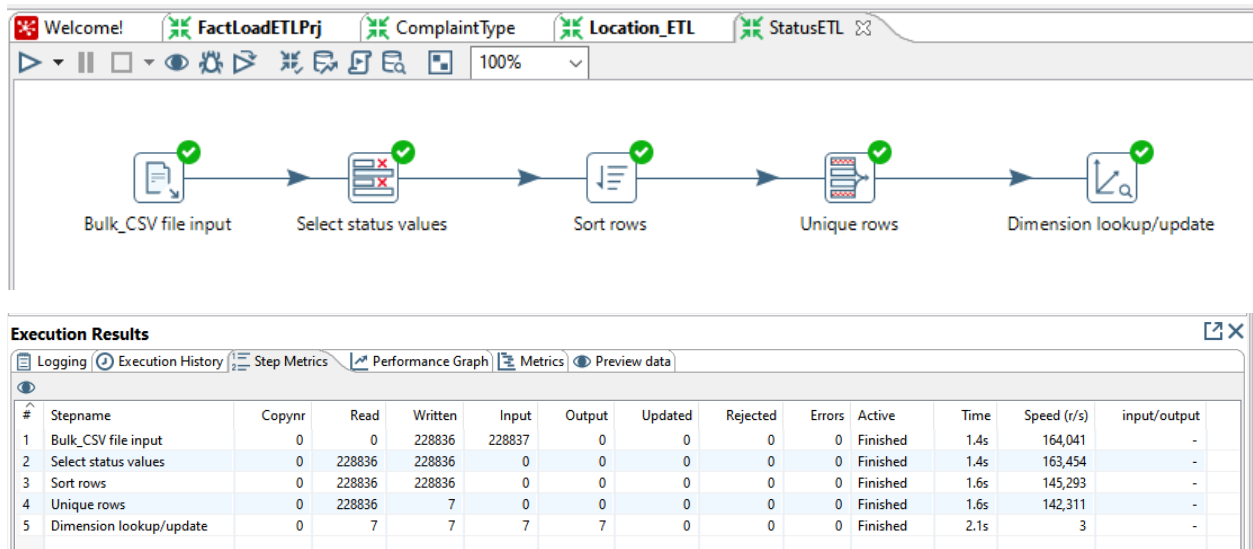 Welcome! FactLoadETLPrj ComplaintType Location_ETL StatusETL
100%
Bulk_CSV file input Select status values Sort rows Unique rows Dimension lookup/update
Execution Results
Logging Execution History Step Metrics Performance Graph Metrics Preview data
# Stepname Copynr Read Written Input Output Updated Rejected Errors Active Time Speed (r/s) input/output
1 Bulk_CSV file input 0 0 228836 228837 0 0 0 0 Finished 1.4s 164,041 -
2 Select status values 0 228836 228836 0 0 0 0 0 Finished 1.4s 163,454 -
3 Sort rows 0 228836 228836 0 0 0 0 0 Finished 1.6s 145,293 -
4 Unique rows 0 228836 7 0 0 0 0 0 Finished 1.6s 142,311 -
5 Dimension lookup/update 0 7 7 7 7 0 0 0 Finished 2.1s 3 -